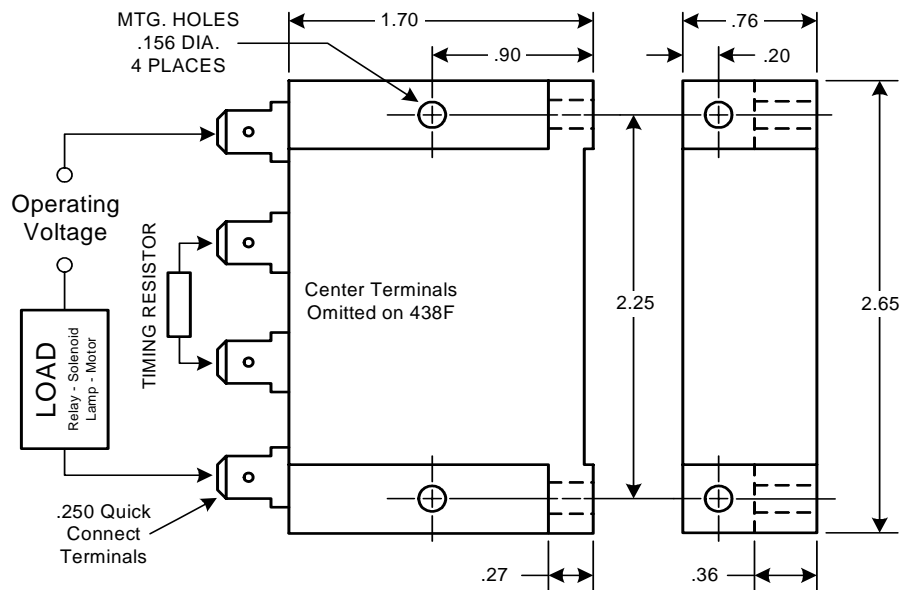 MTG. HOLES
.156 DIA.
4 PLACES
1.70
.90
.76
.20
Operating
Voltage
TIMING RESISTOR
Center Terminals
Omitted on 438F
2.25
2.65
LOAD
Relay - Solenoid
Lamp - Motor
.250 Quick
Connect
Terminals
.27
.36